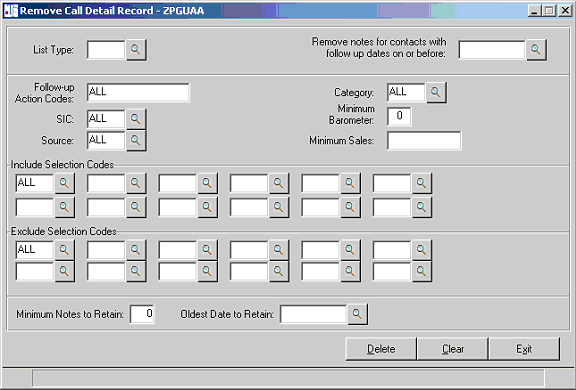 Remove Call Detail Record - ZPGUAA
List Type:
Remove notes for contacts with
follow up dates on or before:
Follow-up
Action Codes: ALL
Category: ALL
SIC: ALL
Minimum
Barometer: 0
Source: ALL
Minimum Sales:
Include Selection Codes
ALL
Exclude Selection Codes
ALL
Minimum Notes to Retain: 0
Oldest Date to Retain:
Delete
Clear
Exit